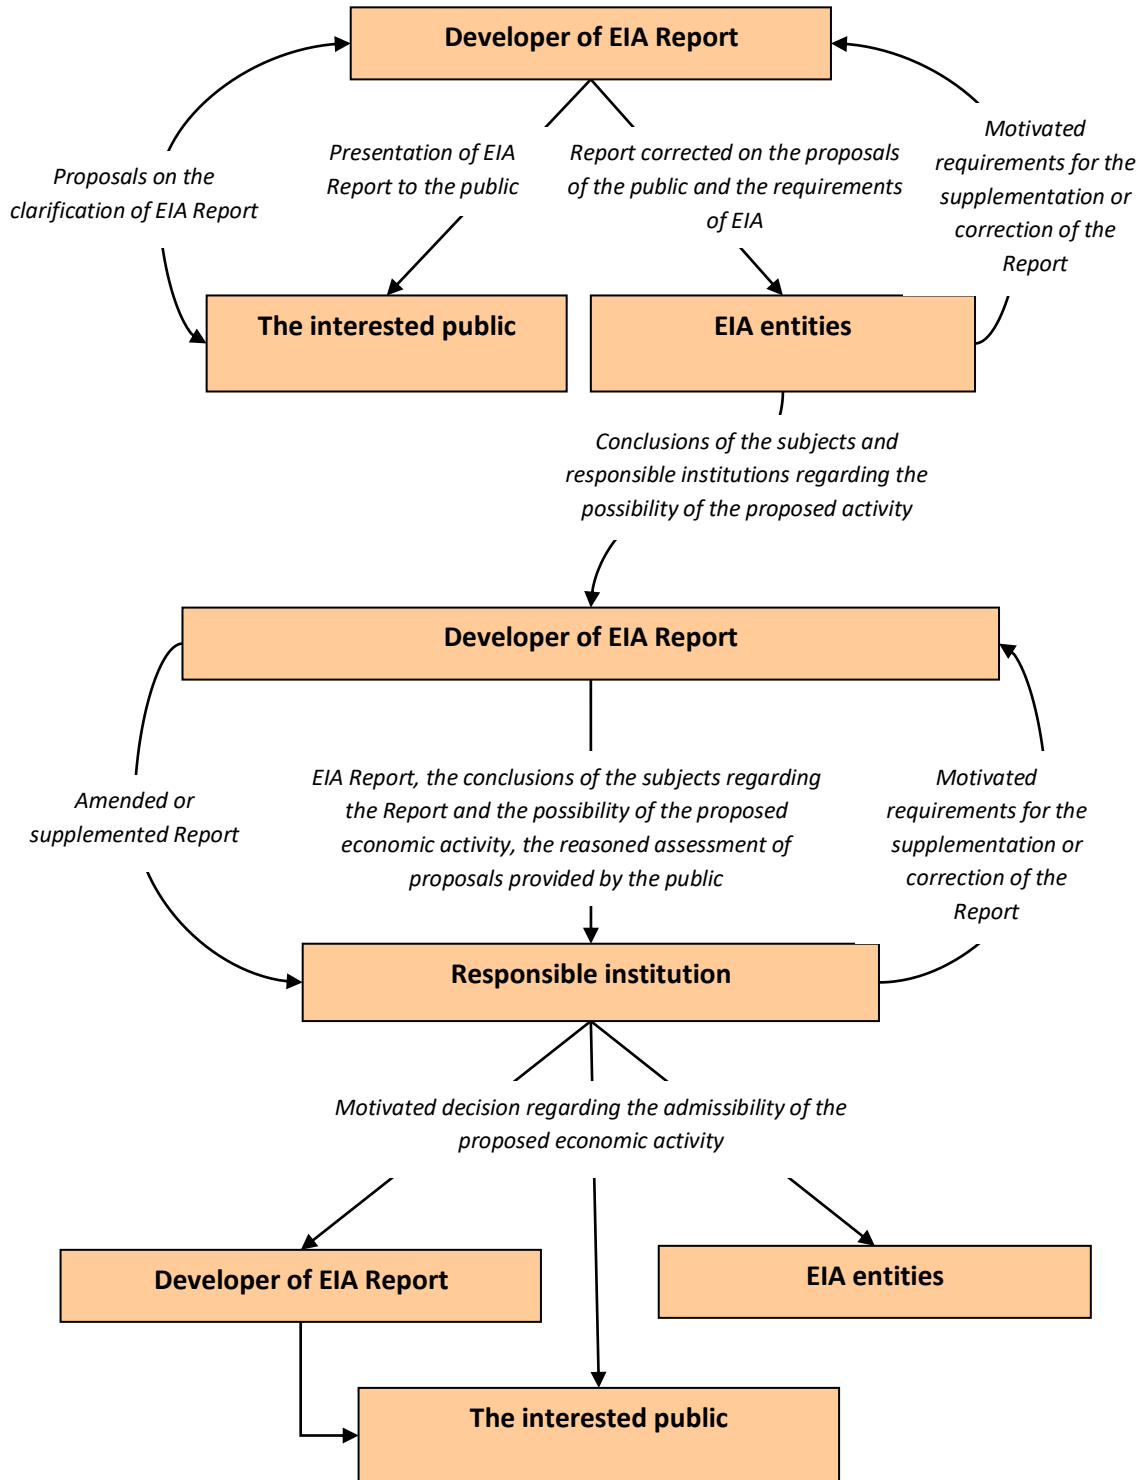 Developer of EIA Report
Proposals on the
clarification of EIA Report
Presentation of EIA
Report to the public
Report corrected on the proposals
of the public and the requirements
of EIA
Motivated
requirements for the
supplementation or
correction of the
Report
The interested public
EIA entities
Conclusions of the subjects and
responsible institutions regarding the
possibility of the proposed activity
Developer of EIA Report
Amended or
supplemented Report
EIA Report, the conclusions of the subjects regarding
the Report and the possibility of the proposed
economic activity, the reasoned assessment of
proposals provided by the public
Motivated
requirements for the
supplementation or
correction of the
Report
Responsible institution
Motivated decision regarding the admissibility of the
proposed economic activity
Developer of EIA Report
EIA entities
The interested public